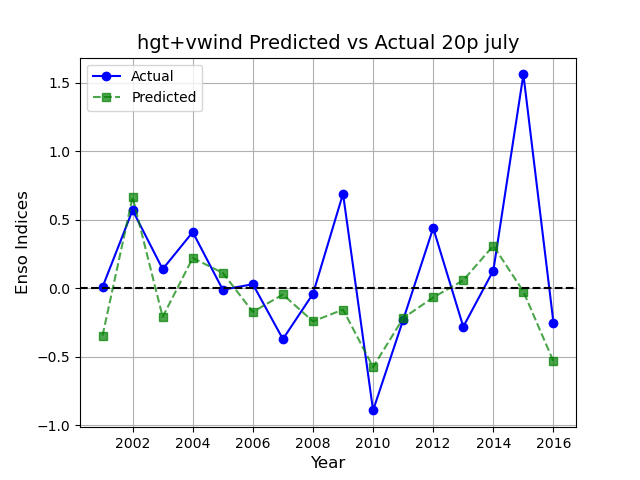 hgt+vwind Predicted vs Actual 20p july
Actual
Predicted
Enso Indices
1.5
1.0
0.5
0.0
−0.5
−1.0
2002 2004 2006 2008 2010 2012 2014 2016
Year